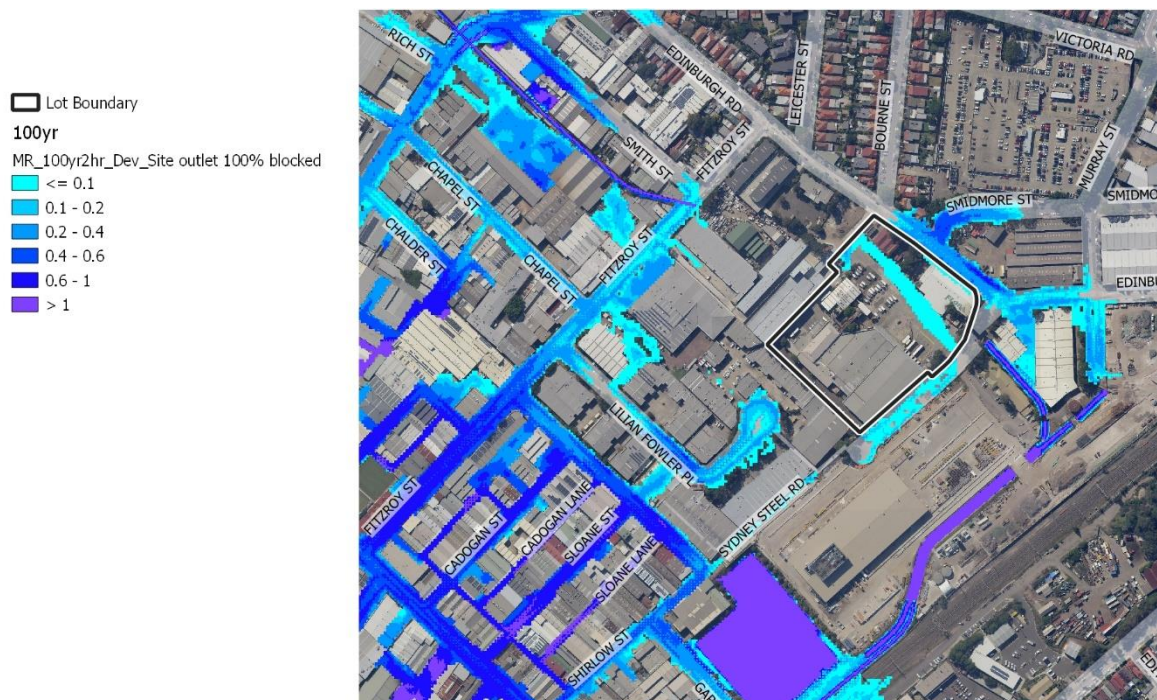 Lot Boundary
100yr
MR_100yr2hr_Dev_Site outlet 100% blocked
<= 0.1
0.1 - 0.2
0.2 - 0.4
0.4 - 0.6
0.6 - 1
> 1
RICH ST
EDINBURGH RD
LEICESTER ST
BOURNE ST
VICTORIA RD
MURRAY ST
SMITH ST
FITZROY ST
CHAPEL ST
SMIDMORE ST
SMIDMO
CHALDER ST
CHAPEL ST
FITZROY ST
EDINBU
LILIAN FOWLER PL
FITZROY ST
CADOGAN ST
CADOGAN LANE
SLOANE ST
SLOANE LANE
SYDNEY STEEL RD
SHIRLOW ST